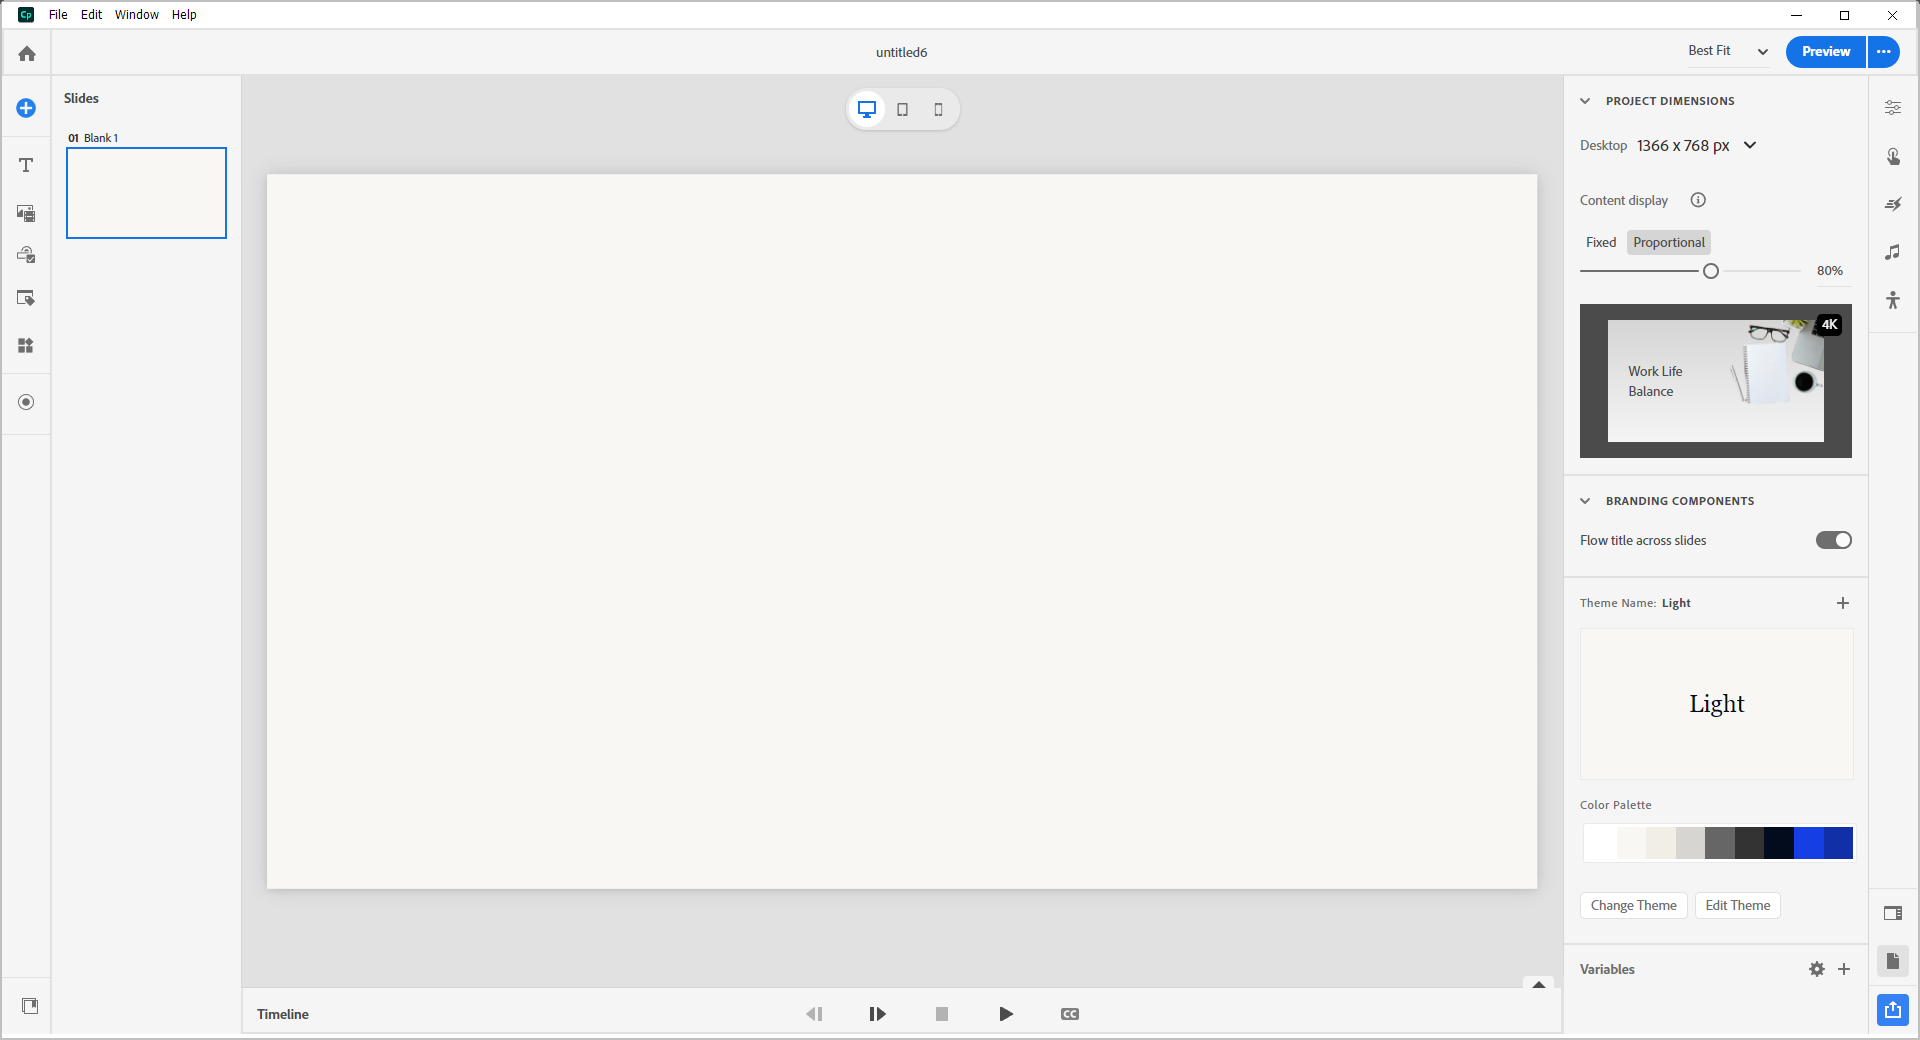 Cp File Edit Window Help
untitled6
Best Fit
Preview
Slides
01 Blank 1
PROJECT DIMENSIONS
Desktop 1366 x 768 px
Content display
Fixed Proportional
80%
4K
Work Life
Balance
BRANDING COMPONENTS
Flow title across slides
Theme Name: Light
Light
Color Palette
Change Theme Edit Theme
Variables
Timeline
CC